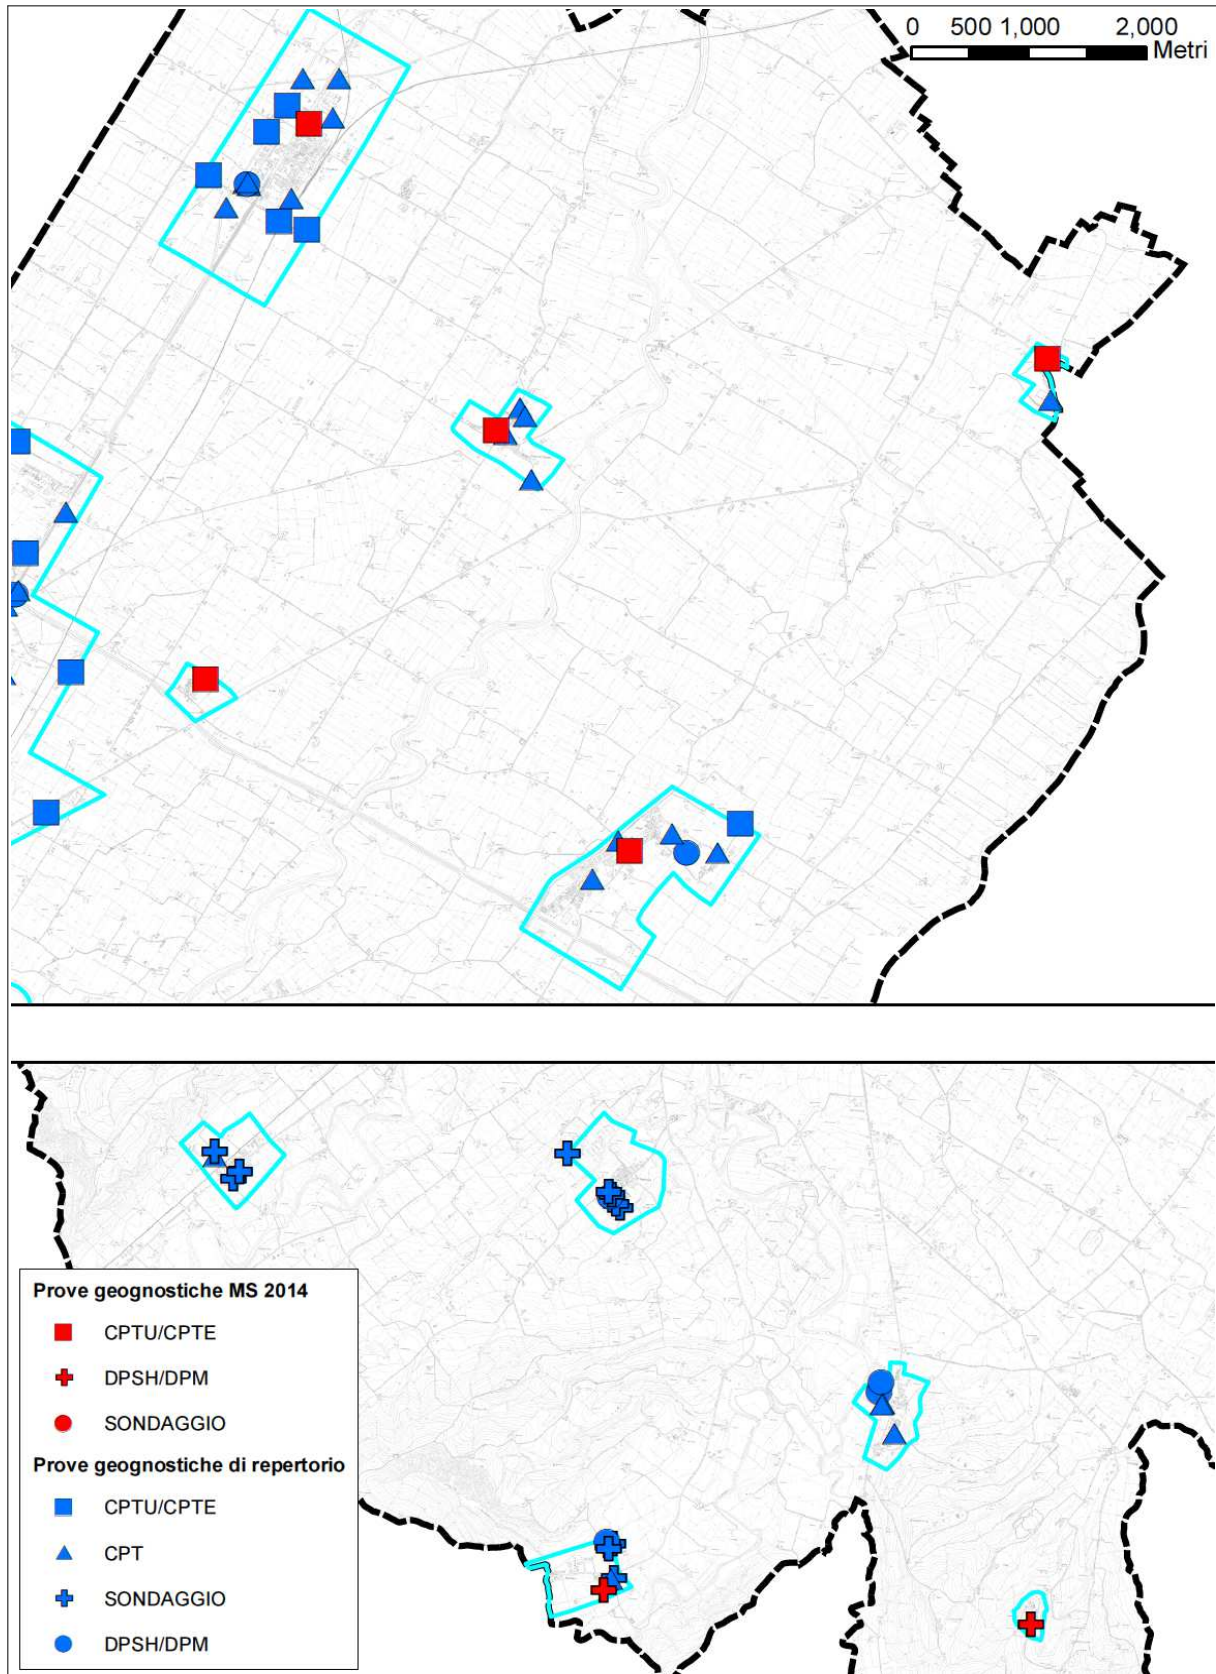 0 500 1,000 2,000
Metri
Prove geognostiche MS 2014
CPTU/CPTE
DPSH/DPM
SONDAGGIO
Prove geognostiche di repertorio
CPTU/CPTE
CPT
SONDAGGIO
DPSH/DPM